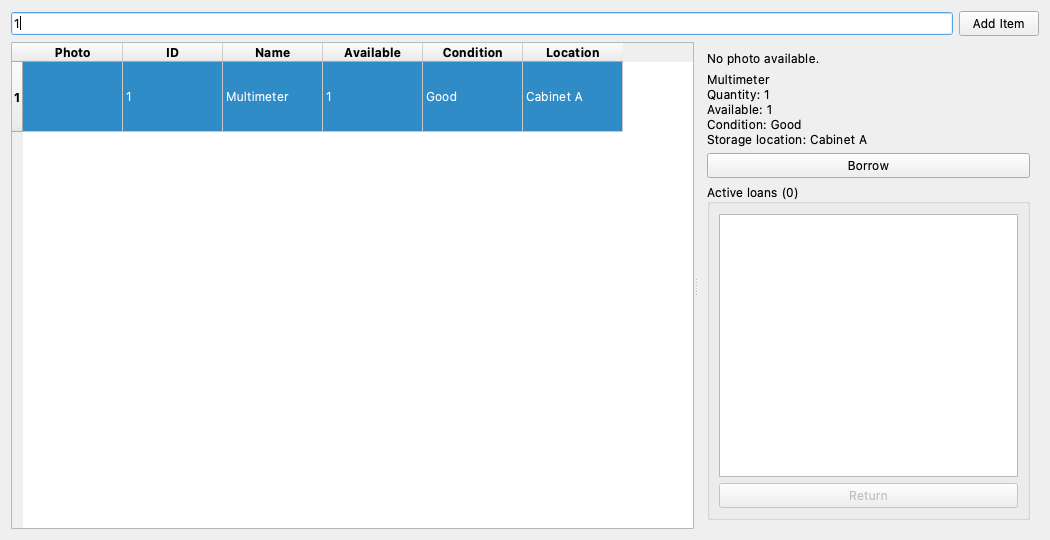 1
Add Item
Photo ID Name Available Condition Location
1 1 Multimeter 1 Good Cabinet A
No photo available.
Multimeter
Quantity: 1
Available: 1
Condition: Good
Storage location: Cabinet A
Borrow
Active loans (0)
Return